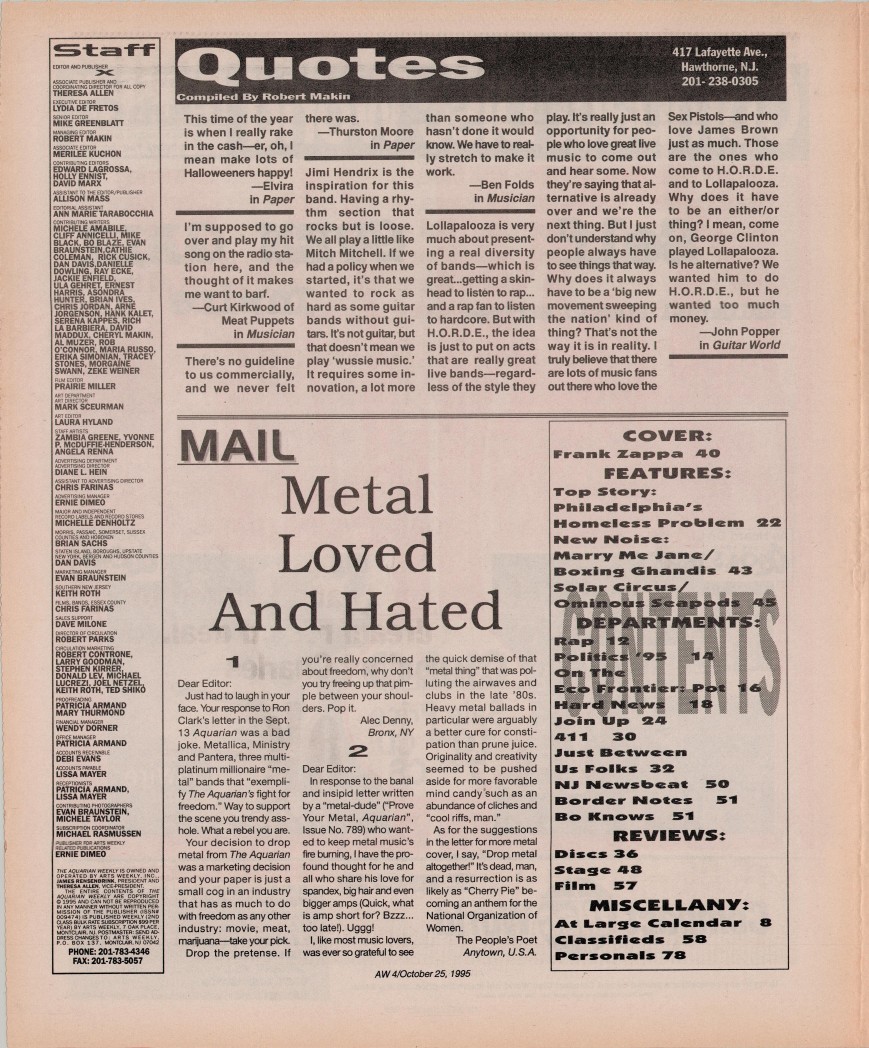 Staff
EDITOR AND PUBLISHER
X
ASSOCIATE PUBLISHER AND
COORDINATING DIRECTOR FOR ALL COPY
THERESA ALLEN
EXECUTIVE EDITOR
LYDIA DE FRETOS
SENIOR EDITOR
MIKE GREENBLATT
MANAGING EDITOR
ROBERT MAKIN
ASSOCIATE EDITOR
MERILEE KUCHON
CONTRIBUTING EDITORS
EDWARD LAGROSSA,
HOLLY ENNIST,
DAVID MARX
ASSISTANT TO THE EDITOR/PUBLISHER
ALLISON MASS
EDITORIAL ASSISTANT
ANN MARIE TARABOCCHIA
CONTRIBUTING WRITERS
MICHELE AMABILE,
CLIFF ANNICELLI, MIKE
BLACK, BO BLAZE, EVAN
BRAUNSTEIN, CATHIE
COLEMAN, RICK CUSICK,
DAN DAVIS, DANIELLE
DOWLING, RAY ECKE,
JACKIE ENFIELD,
ULA GEHRET, ERNEST
HARRIS, ASONDRA
HUNTER, BRIAN IVES,
CHRIS JORDAN, ARNE
JORGENSON, HANK KALET,
SERENA KAPPES, RICH
LA BARBIERA, DAVID
MADDUX, CHERYL MAKIN,
AL MUZER, ROB
O'CONNOR, MARIA RUSSO,
ERIKA SIMONIAN, TRACEY
STONES, MORGAINE
SWANN, ZEKE WEINER
FILM EDITOR
PRAIRIE MILLER
ART DEPARTMENT
ART DIRECTOR
MARK SCEURMAN
ART EDITOR
LAURA HYLAND
STAFF ARTISTS
ZAMBIA GREENE, YVONNE
P. McDUFFIE-HENDERSON,
ANGELA RENNA
ADVERTISING DEPARTMENT
ADVERTISING DIRECTOR
DIANE L. HEIN
ASSISTANT TO ADVERTISING DIRECTOR
CHRIS FARINAS
ADVERTISING MANAGER
ERNIE DIMEO
MAJOR AND INDEPENDENT
RECORD LABELS AND RECORD STORES
MICHELLE DENHOLTZ
MORRIS, PASSAIC, SOMERSET, SUSSEX
COUNTIES AND HOBOKEN
BRIAN SACHS
STATEN ISLAND, BOROUGHS, UPSTATE
NEW YORK, BERGEN AND HUDSON COUNTIES
DAN DAVIS
MARKETING MANAGER
EVAN BRAUNSTEIN
SOUTHERN NEW JERSEY
KEITH ROTH
FILMS, BANDS, ESSEX COUNTY
CHRIS FARINAS
SALES SUPPORT
DAVE MILONE
DIRECTOR OF CIRCULATION
ROBERT PARKS
CIRCULATION MARKETING
ROBERT CONTRONE,
LARRY GOODMAN,
STEPHEN KIRRER,
DONALD LEV, MICHAEL
LUCREZI, JOEL NETZEL,
KEITH ROTH, TED SHIKO
PROOFREADING
PATRICIA ARMAND
MARY THURMOND
FINANCIAL MANAGER
WENDY DORNER
OFFICE MANAGER
PATRICIA ARMAND
ACCOUNTS RECEIVABLE
DEBI EVANS
ACCOUNTS PAYABLE
LISSA MAYER
RECEPTIONISTS
PATRICIA ARMAND,
LISSA MAYER
CONTRIBUTING PHOTOGRAPHERS
EVAN BRAUNSTEIN,
MICHELE TAYLOR
SUBSCRIPTION COORDINATOR
MICHAEL RASMUSSEN
PUBLISHER FOR ARTS WEEKLY
RELATED PUBLICATIONS
ERNIE DIMEO
THE AQUARIAN WEEKLY IS OWNED AND
OPERATED BY ARTS WEEKLY, INC.,
JAMES RENSENBRINK, PRESIDENT AND
THERESA ALLEN, VICE-PRESIDENT.
THE ENTIRE CONTENTS OF THE
AQUARIAN WEEKLY ARE COPYRIGHT
© 1995 AND CAN NOT BE REPRODUCED
IN ANY MANNER WITHOUT WRITTEN PER-
MISSION OF THE PUBLISHER (ISSN#
009474) IS PUBLISHED WEEKLY (2ND
CLASS BULK RATE SUBSCRIPTION $99 PER
YEAR) BY ARTS WEEKLY, 7 OAK PLACE,
MONTCLAIR, NJ. POSTMASTER: SEND AD-
DRESS CHANGES TO: ARTS WEEKLY,
P.O. BOX 137, MONTCLAIR, NJ 07042
PHONE: 201-783-4346
FAX: 201-783-5057
Quotes
Compiled By Robert Makin
417 Lafayette Ave.,
Hawthorne, N.J.
201- 238-0305
This time of the year
is when I really rake
in the cash—er, oh, I
mean make lots of
Halloweeners happy!
—Elvira
in Paper
I'm supposed to go
over and play my hit
song on the radio sta-
tion here, and the
thought of it makes
me want to barf.
—Curt Kirkwood of
Meat Puppets
in Musician
There's no guideline
to us commercially,
and we never felt
there was.
—Thurston Moore
in Paper
Jimi Hendrix is the
inspiration for this
band. Having a rhy-
thm section that
rocks but is loose.
We all play a little like
Mitch Mitchell. If we
had a policy when we
started, it's that we
wanted to rock as
hard as some guitar
bands without gui-
tars. It's not guitar, but
that doesn't mean we
play 'wussie music.'
It requires some in-
novation, a lot more
than someone who
hasn't done it would
know. We have to real-
ly stretch to make it
work.
—Ben Folds
in Musician
Lollapalooza is very
much about present-
ing a real diversity
of bands—which is
great...getting a skin-
head to listen to rap...
and a rap fan to listen
to hardcore. But with
H.O.R.D.E., the idea
is just to put on acts
that are really great
live bands—regard-
less of the style they
play. It's really just an
opportunity for peo-
ple who love great live
music to come out
and hear some. Now
they're saying that al-
ternative is already
over and we're the
next thing. But I just
don't understand why
people always have
to see things that way.
Why does it always
have to be a 'big new
movement sweeping
the nation' kind of
thing? That's not the
way it is in reality. I
truly believe that there
are lots of music fans
out there who love the
Sex Pistols—and who
love James Brown
just as much. Those
are the ones who
come to H.O.R.D.E.
and to Lollapalooza.
Why does it have
to be an either/or
thing? I mean, come
on, George Clinton
played Lollapalooza.
Is he alternative? We
wanted him to do
H.O.R.D.E., but he
wanted too much
money.
—John Popper
in Guitar World
MAIL
Metal
Loved
And Hated
1
Dear Editor:
Just had to laugh in your
face. Your response to Ron
Clark's letter in the Sept.
13 Aquarian was a bad
joke. Metallica, Ministry
and Pantera, three multi-
platinum millionaire "me-
tal" bands that "exempli-
fy The Aquarian's fight for
freedom." Way to support
the scene you trendy ass-
hole. What a rebel you are.
Your decision to drop
metal from The Aquarian
was a marketing decision
and your paper is just a
small cog in an industry
that has as much to do
with freedom as any other
industry: movie, meat,
marijuana—take your pick.
Drop the pretense. If
you're really concerned
about freedom, why don't
you try freeing up that pim-
ple between your shoul-
ders. Pop it.
Alec Denny,
Bronx, NY
2
Dear Editor:
In response to the banal
and insipid letter written
by a "metal-dude" ("Prove
Your Metal, Aquarian",
Issue No. 789) who want-
ed to keep metal music's
fire burning, I have the pro-
found thought for he and
all who share his love for
spandex, big hair and even
bigger amps (Quick, what
is amp short for? Bzzz...
too late!). Uggg!
I, like most music lovers,
was ever so grateful to see
the quick demise of that
"metal thing" that was pol-
luting the airwaves and
clubs in the late '80s.
Heavy metal ballads in
particular were arguably
a better cure for consti-
pation than prune juice.
Originality and creativity
seemed to be pushed
aside for more favorable
mind candy such as an
abundance of cliches and
"cool riffs, man."
As for the suggestions
in the letter for more metal
cover, I say, "Drop metal
altogether!" It's dead, man,
and a resurrection is as
likely as "Cherry Pie" be-
coming an anthem for the
National Organization of
Women.
The People's Poet
Anytown, U.S.A.
CONTENTS
COVER:
Frank Zappa 40
FEATURES:
Top Story:
Philadelphia's
Homeless Problem 22
New Noise:
Marry Me Jane/
Boxing Ghandis 43
Solar Circus/
Ominous Seapods 45
DEPARTMENTS:
Rap 12
Politics '95 14
On The
Eco Frontier: Pot 16
Hard News 18
Join Up 24
411 30
Just Between
Us Folks 32
NJ Newsbeat 50
Border Notes 51
Bo Knows 51
REVIEWS:
Discs 36
Stage 48
Film 57
MISCELLANY:
At Large Calendar 8
Classifieds 58
Personals 78
AW 4/October 25, 1995